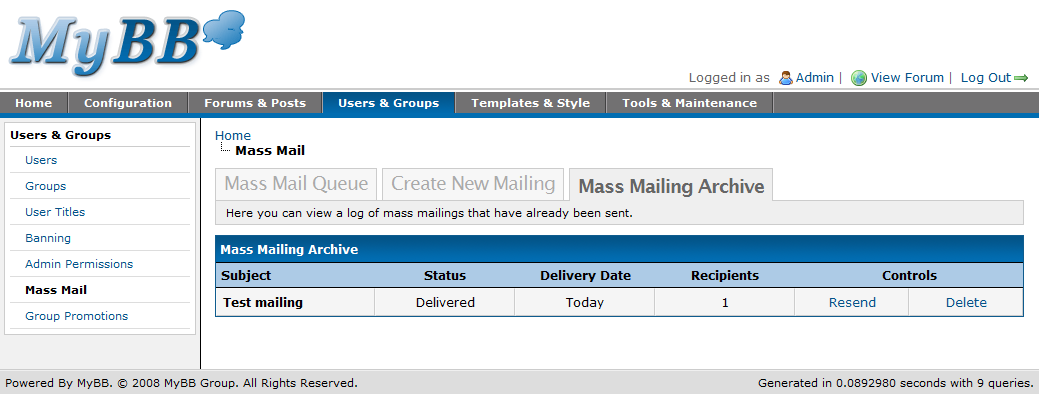 MyBB
Logged in as Admin | View Forum | Log Out
Home Configuration Forums & Posts Users & Groups Templates & Style Tools & Maintenance
Users & Groups
Users
Groups
User Titles
Banning
Admin Permissions
Mass Mail
Group Promotions
Home
Mass Mail
Mass Mail Queue Create New Mailing Mass Mailing Archive
Here you can view a log of mass mailings that have already been sent.
Mass Mailing Archive
Subject Status Delivery Date Recipients Controls
Test mailing Delivered Today 1 Resend Delete
Powered By MyBB. © 2008 MyBB Group. All Rights Reserved. Generated in 0.0892980 seconds with 9 queries.